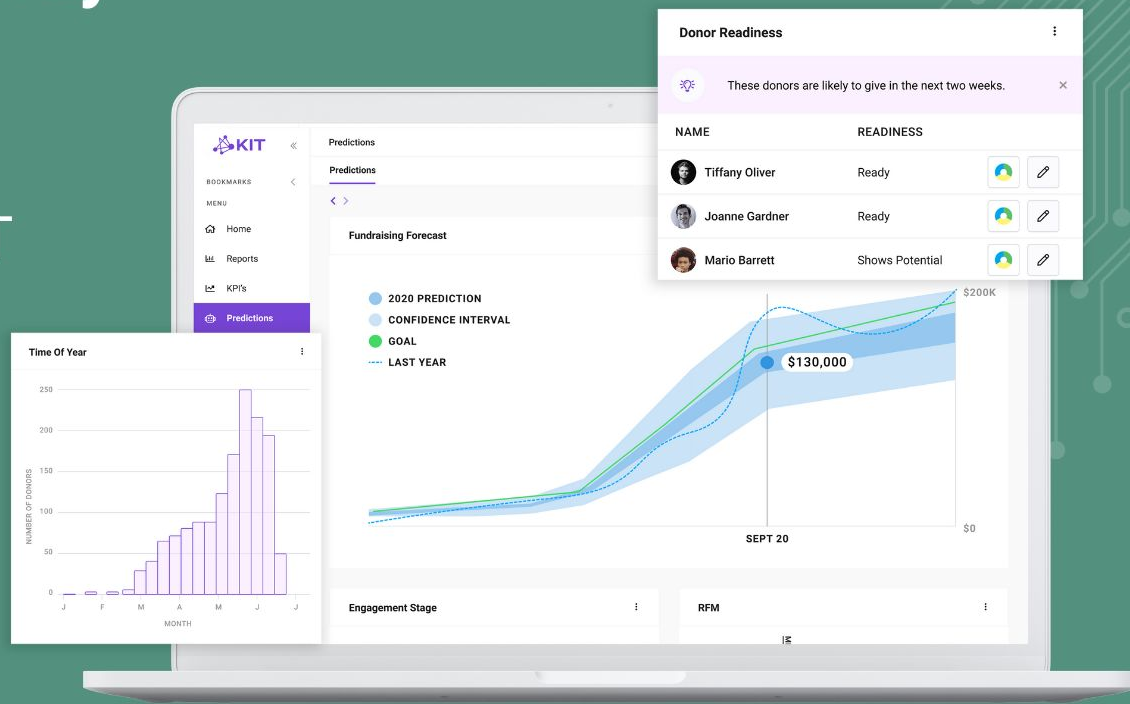 Donor Readiness
These donors are likely to give in the next two weeks.
NAME READINESS
Tiffany Oliver Ready
Joanne Gardner Ready
Mario Barrett Shows Potential
KIT
BOOKMARKS
MENU
Home
Reports
KPI's
Predictions
Predictions
Predictions
Fundraising Forecast
2020 PREDICTION
CONFIDENCE INTERVAL
GOAL
LAST YEAR
$200K
$130,000
$0
SEPT 20
Time Of Year
250
200
150
100
50
0
NUMBER OF DONORS
J F M A M J J
MONTH
Engagement Stage
RFM